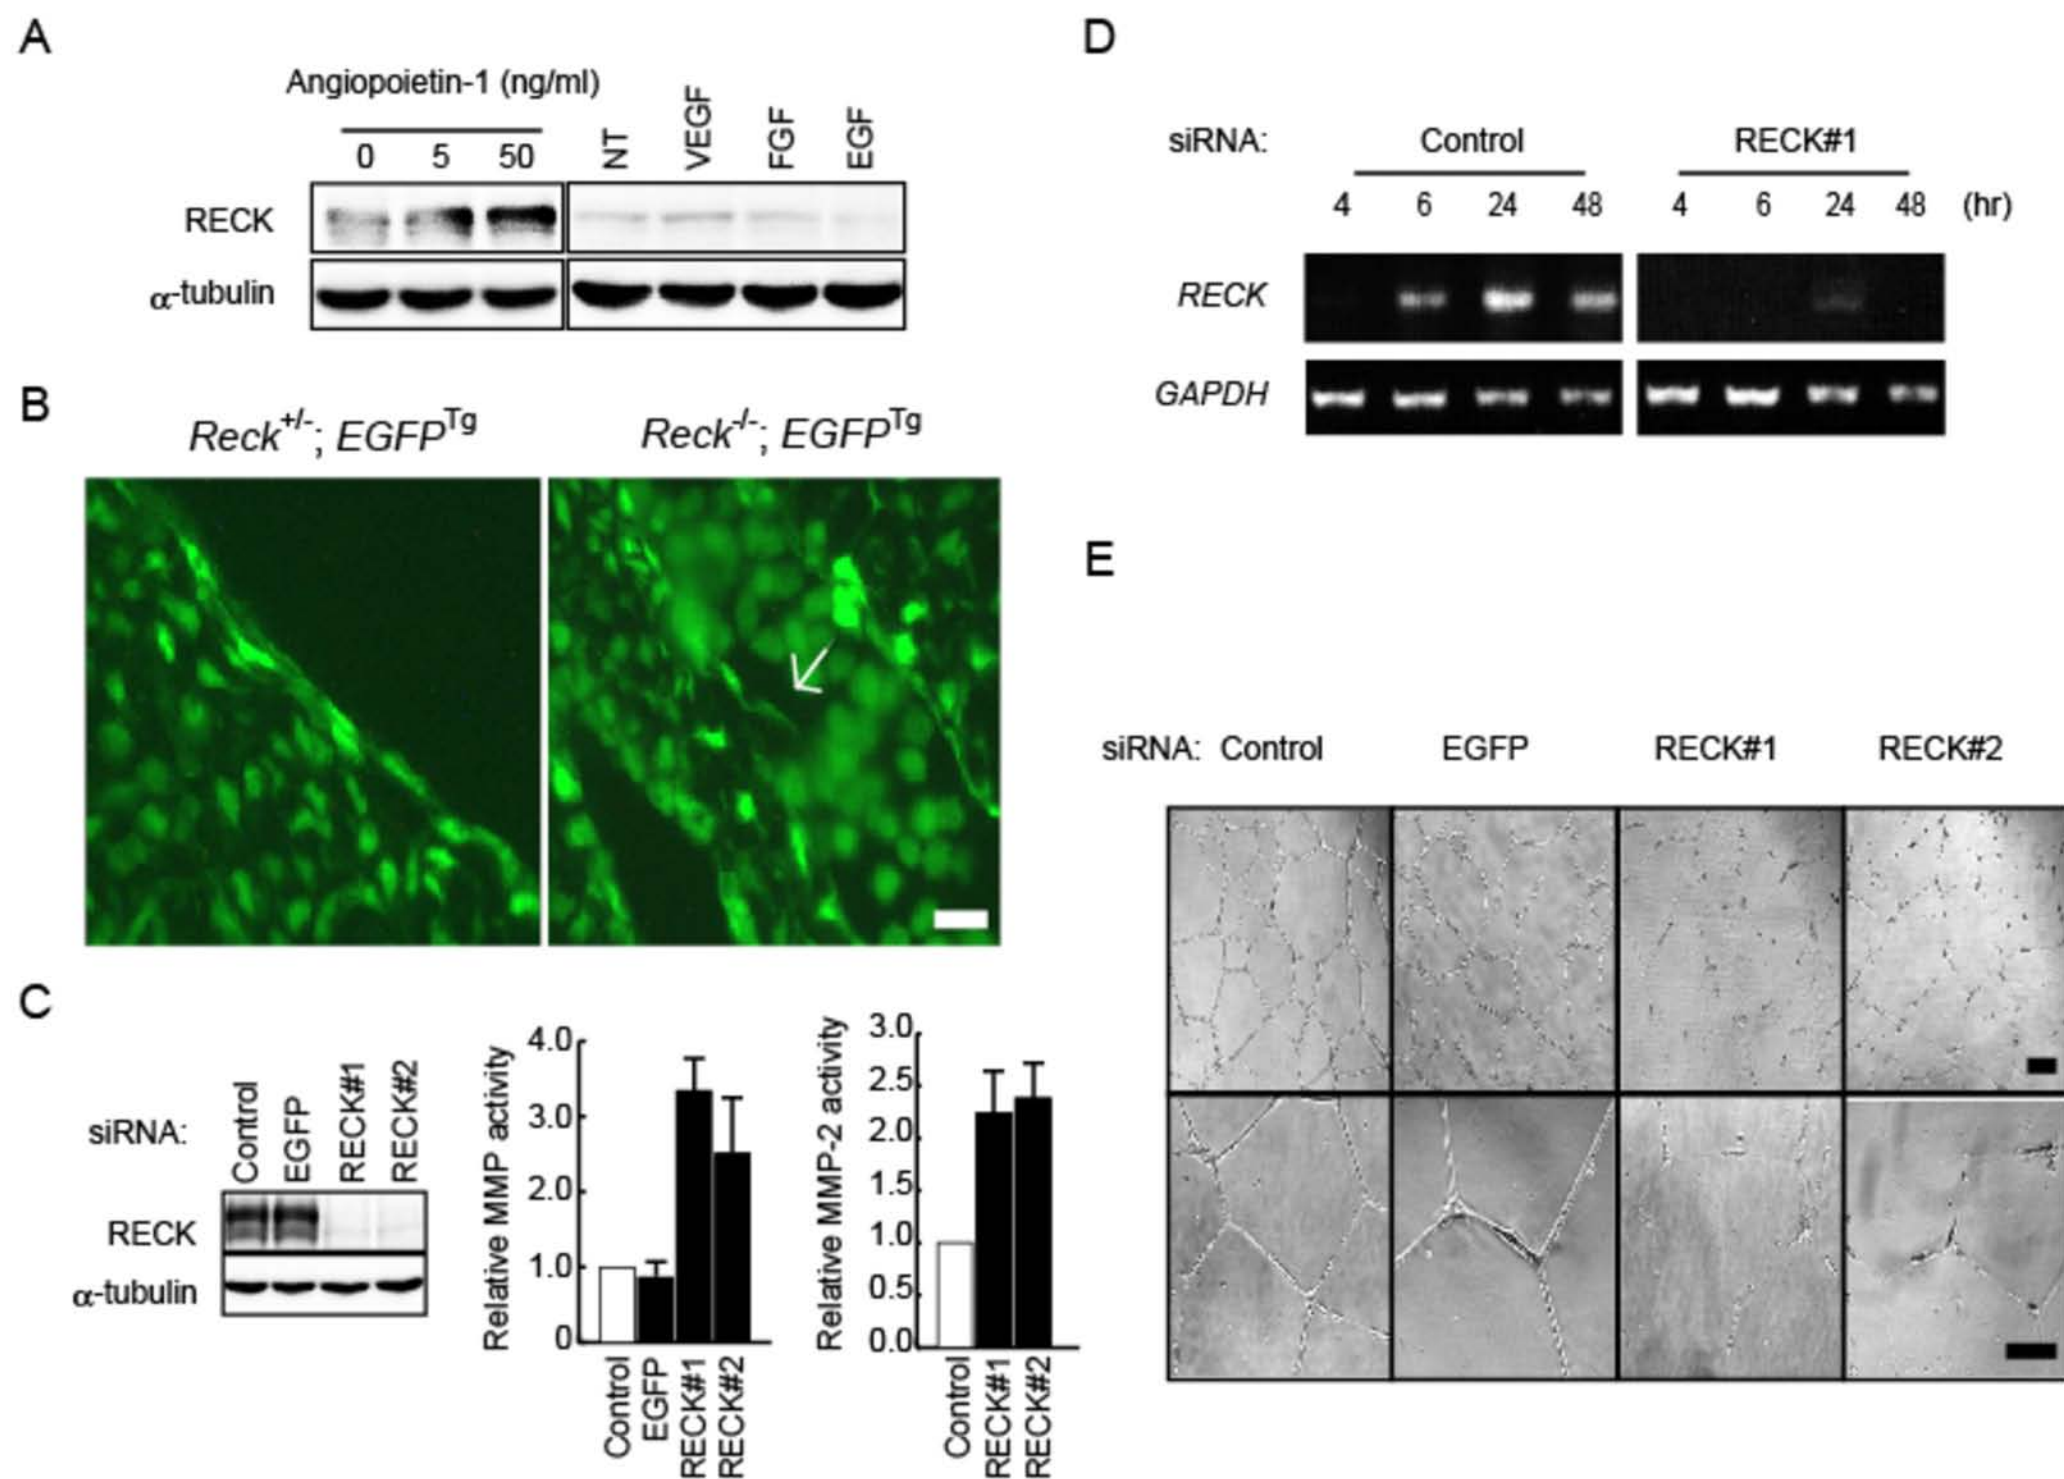 A
Angiopoietin-1 (ng/ml)
0 5 50 NT VEGF FGF EGF
RECK
α-tubulin
B
Reck+/-; EGFPTg
Reck-/-; EGFPTg
C
siRNA: Control EGFP RECK#1 RECK#2
RECK
α-tubulin
Relative MMP activity
4.0
3.0
2.0
1.0
0
Control EGFP RECK#1 RECK#2
Relative MMP-2 activity
3.0
2.5
2.0
1.5
1.0
0.5
0.0
Control RECK#1 RECK#2
D
siRNA: Control RECK#1
4 6 24 48 4 6 24 48 (hr)
RECK
GAPDH
E
siRNA: Control EGFP RECK#1 RECK#2